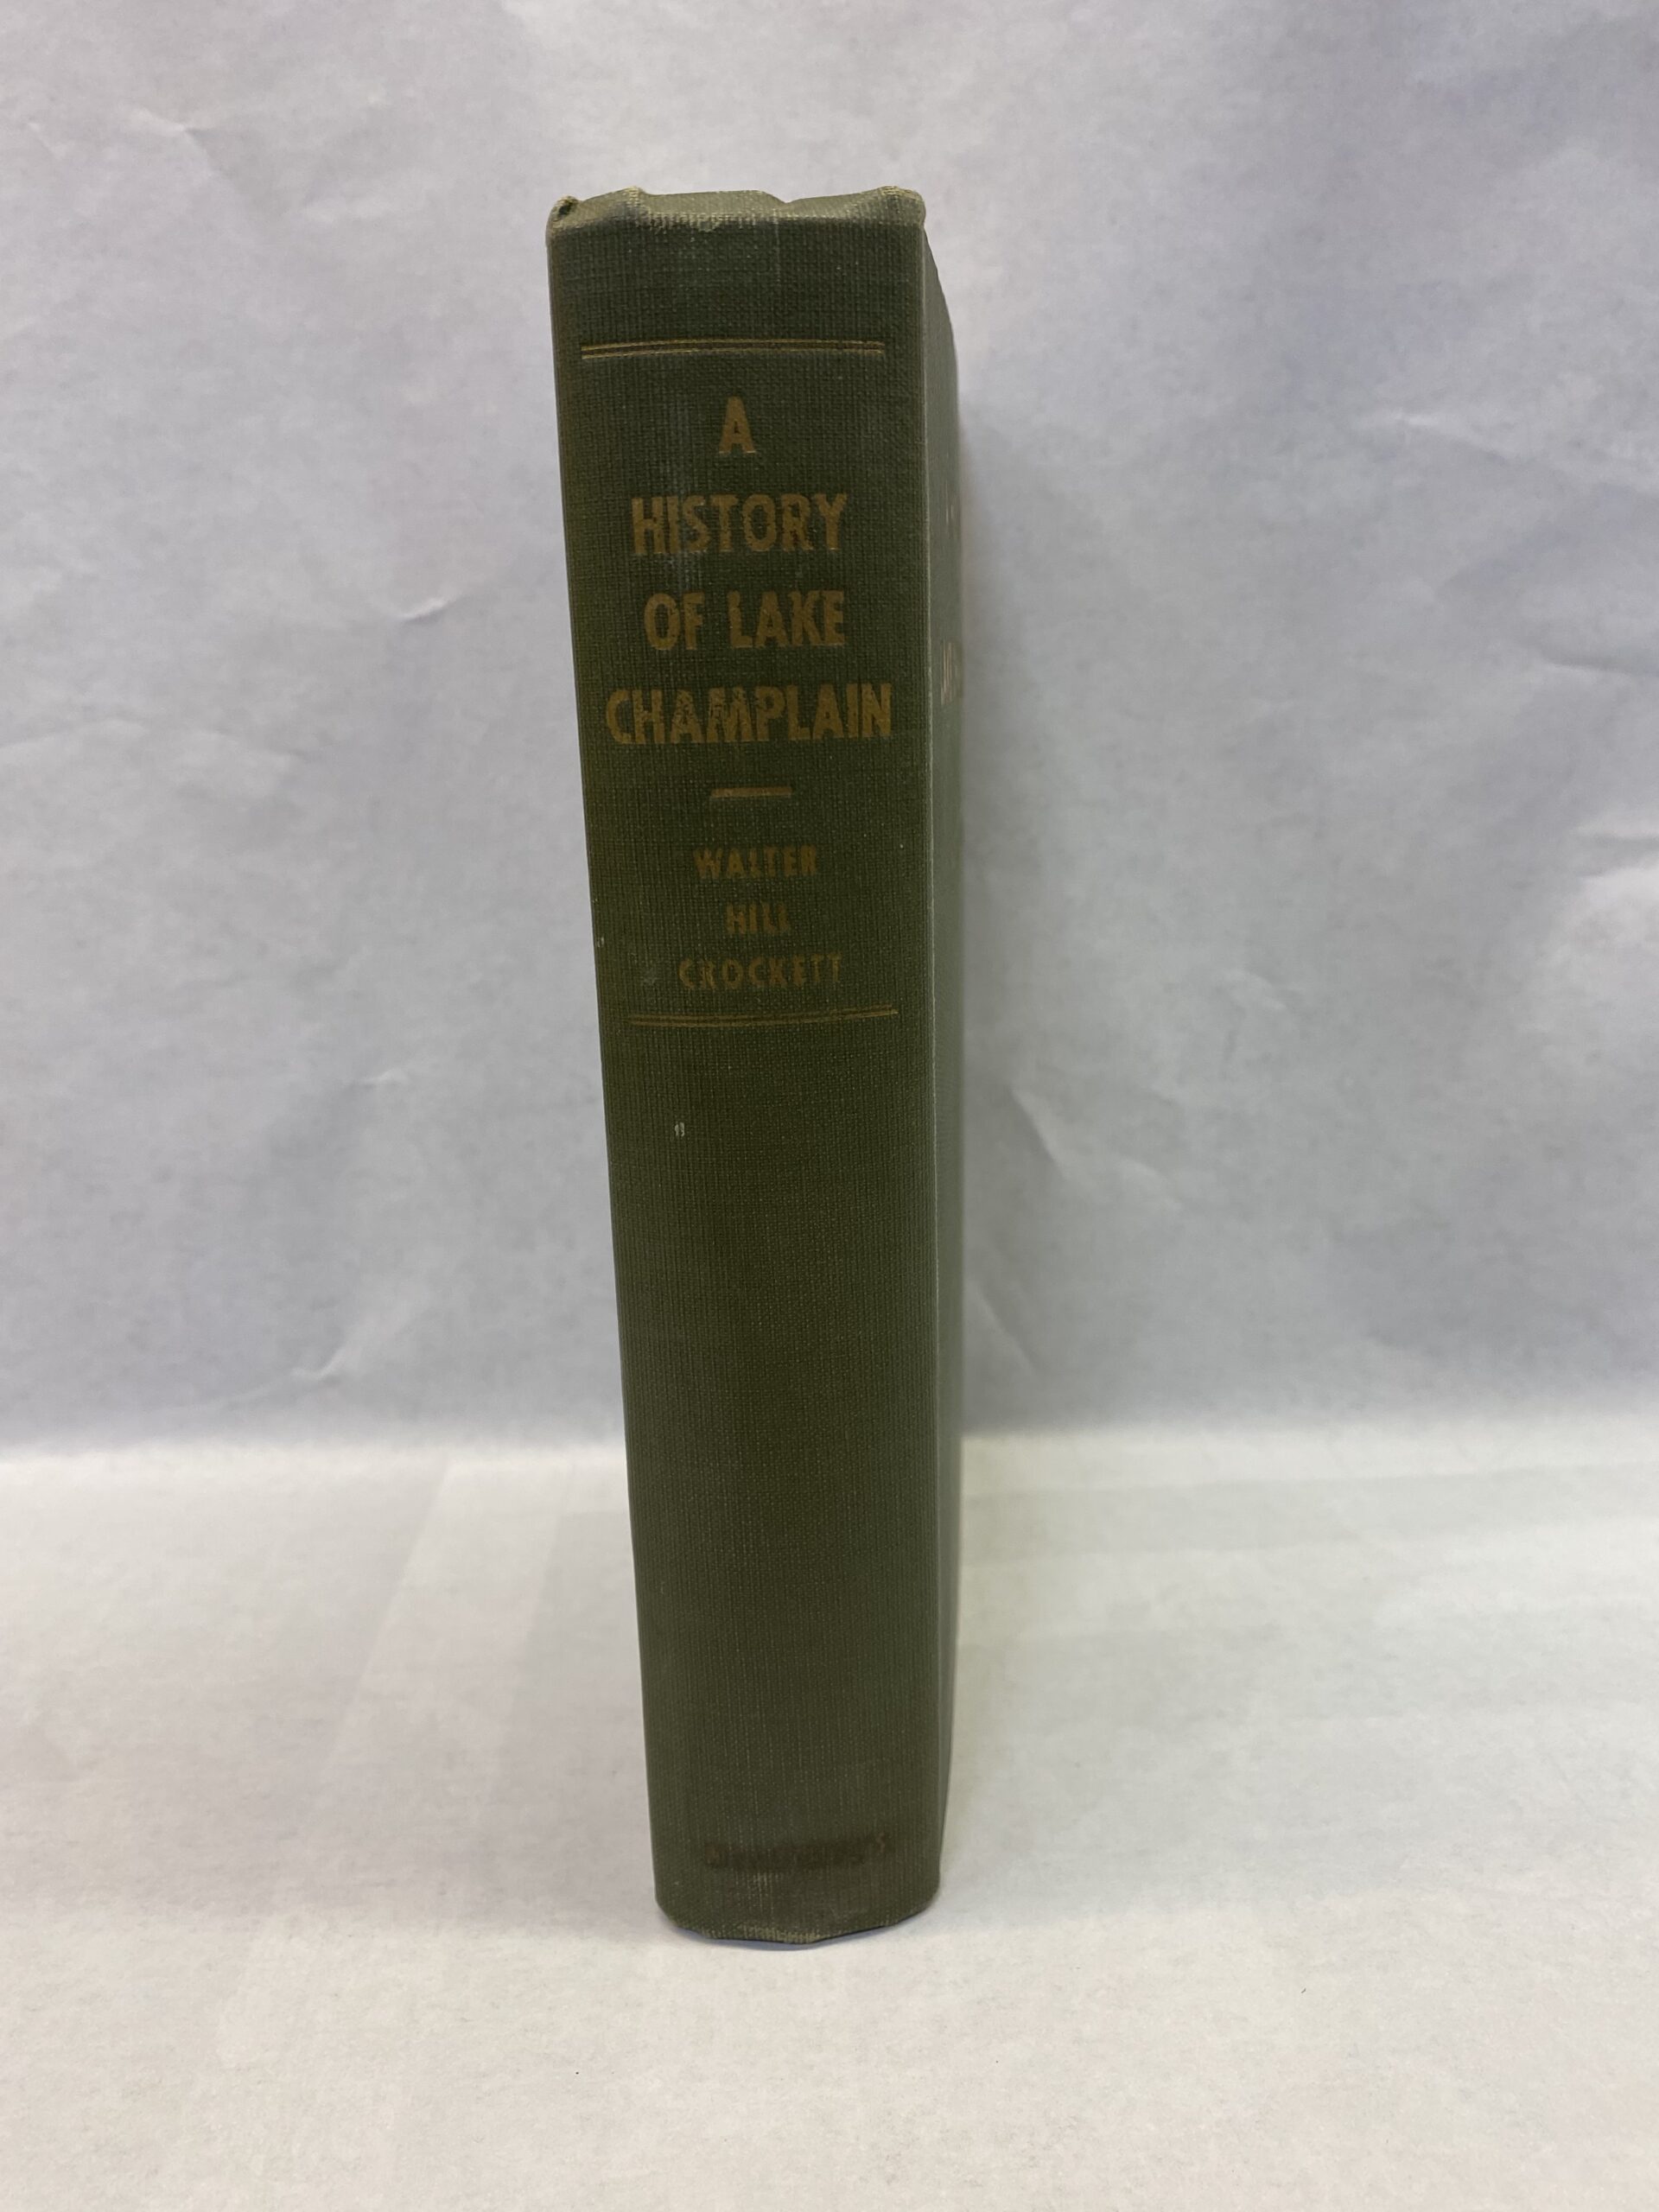 A
HISTORY
OF LAKE
CHAMPLAIN
WALTER
HILL
CROCKETT